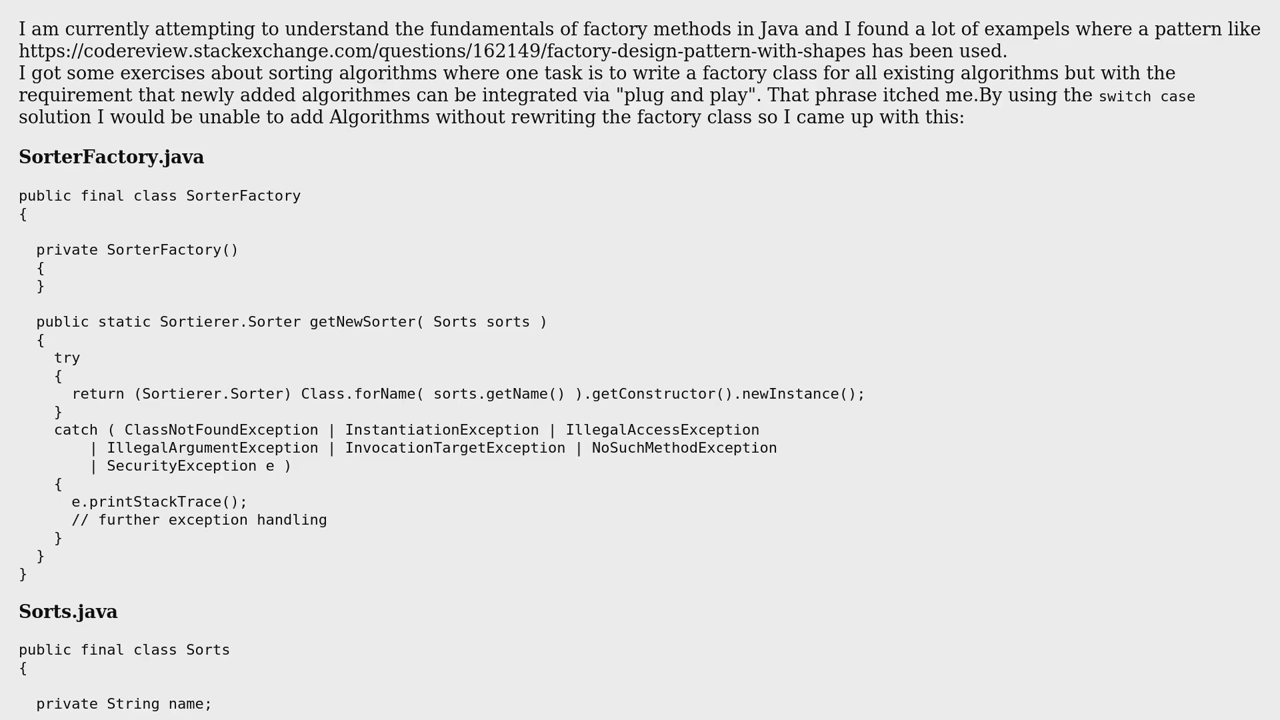 I am currently attempting to understand the fundamentals of factory methods in Java and I found a lot of exampels where a pattern like
https://codereview.stackexchange.com/questions/162149/factory-design-pattern-with-shapes has been used.
I got some exercises about sorting algorithms where one task is to write a factory class for all existing algorithms but with the
requirement that newly added algorithmes can be integrated via "plug and play". That phrase itched me.By using the switch case
solution I would be unable to add Algorithms without rewriting the factory class so I came up with this:
SorterFactory.java
public final class SorterFactory
{
  private SorterFactory()
  {
  }
  public static Sortierer.Sorter getNewSorter( Sorts sorts )
  {
    try
    {
      return (Sortierer.Sorter) Class.forName( sorts.getName() ).getConstructor().newInstance();
    }
    catch ( ClassNotFoundException | InstantiationException | IllegalAccessException
        | IllegalArgumentException | InvocationTargetException | NoSuchMethodException
        | SecurityException e )
    {
      e.printStackTrace();
      // further exception handling
    }
  }
}
Sorts.java
public final class Sorts
{
  private String name;